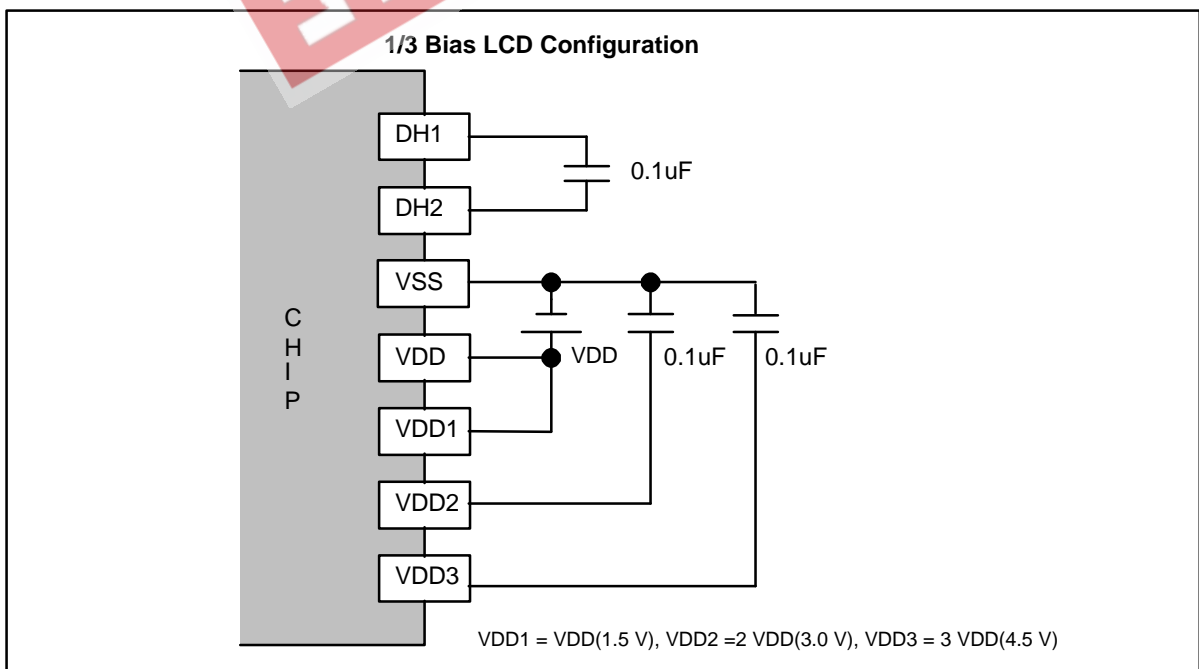 1/3 Bias LCD Configuration
DH1
0.1uF
DH2
VSS
CHIP
VDD
VDD
0.1uF
0.1uF
VDD1
VDD2
VDD3
VDD1 = VDD(1.5 V), VDD2 =2 VDD(3.0 V), VDD3 = 3 VDD(4.5 V)